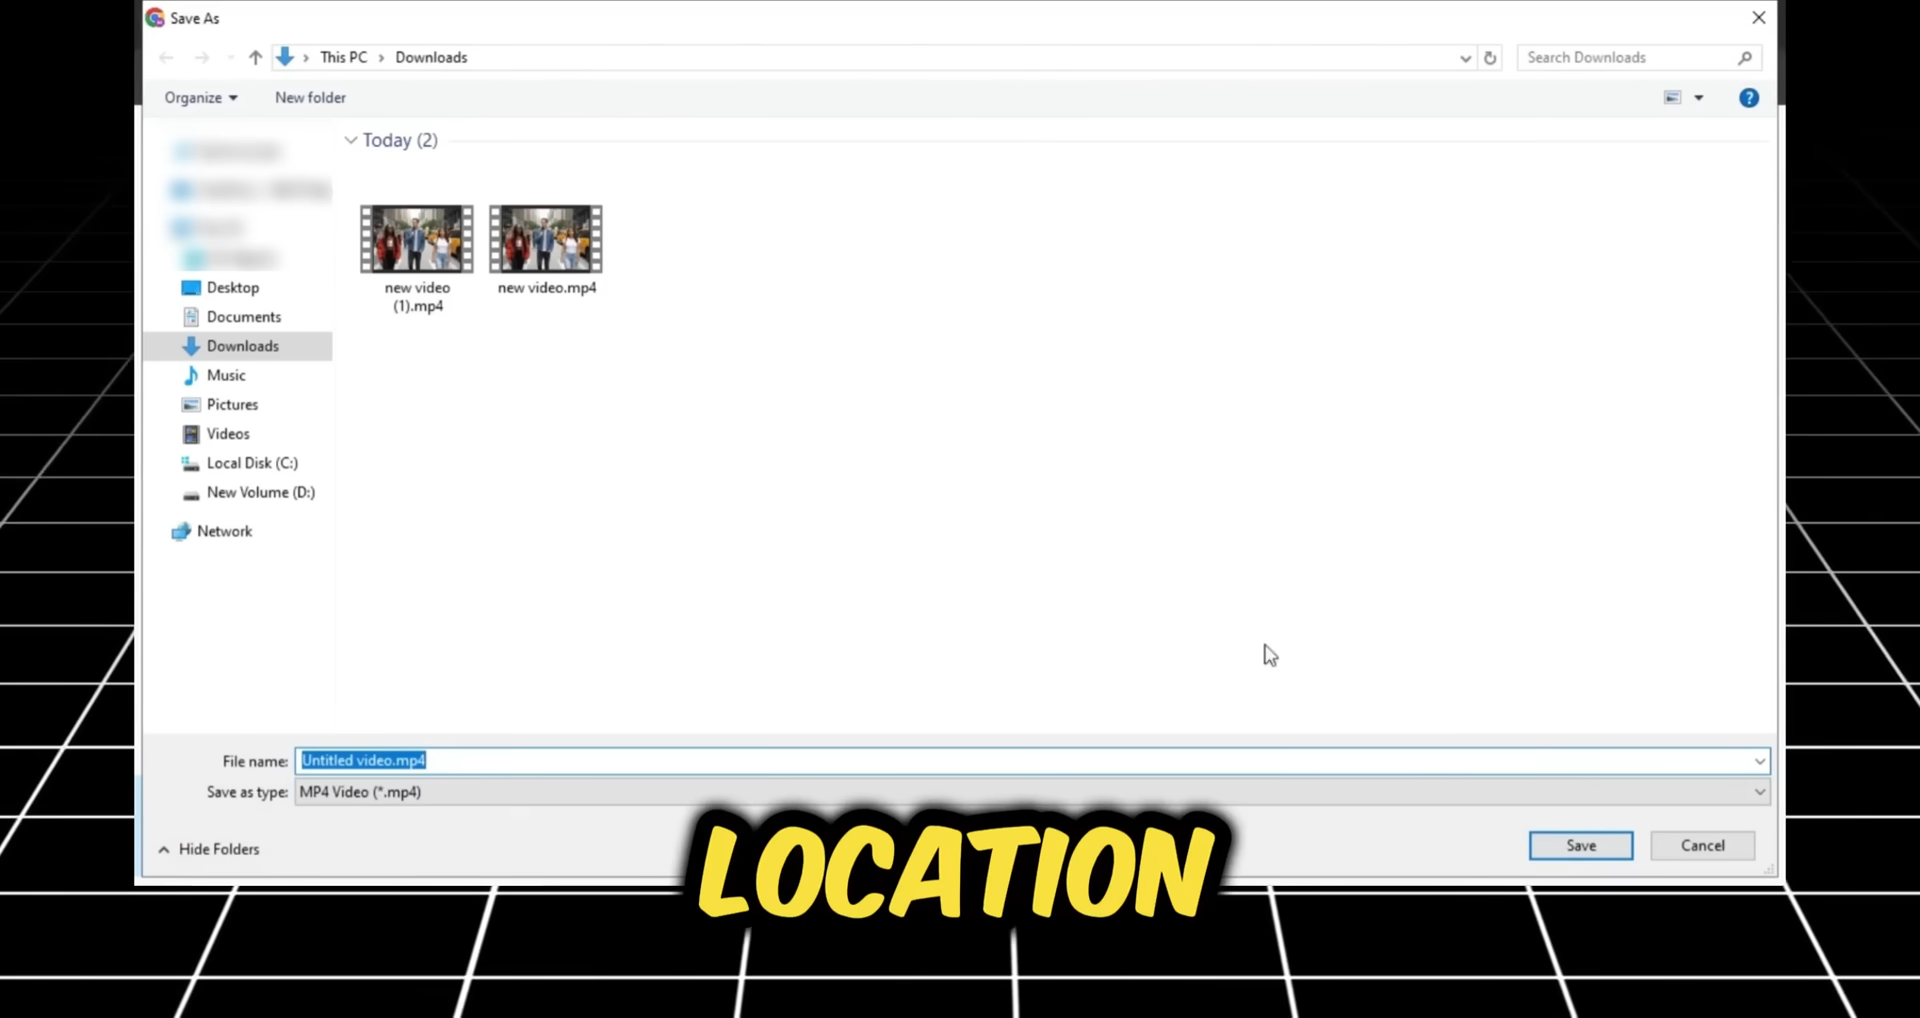 Save As
This PC > Downloads
Search Downloads
Organize
New folder
Today (2)
new video
(1).mp4
new video.mp4
Desktop
Documents
Downloads
Music
Pictures
Videos
Local Disk (C:)
New Volume (D:)
Network
File name: Untitled video.mp4
Save as type: MP4 Video (*.mp4)
Hide Folders
Save
Cancel
LOCATION